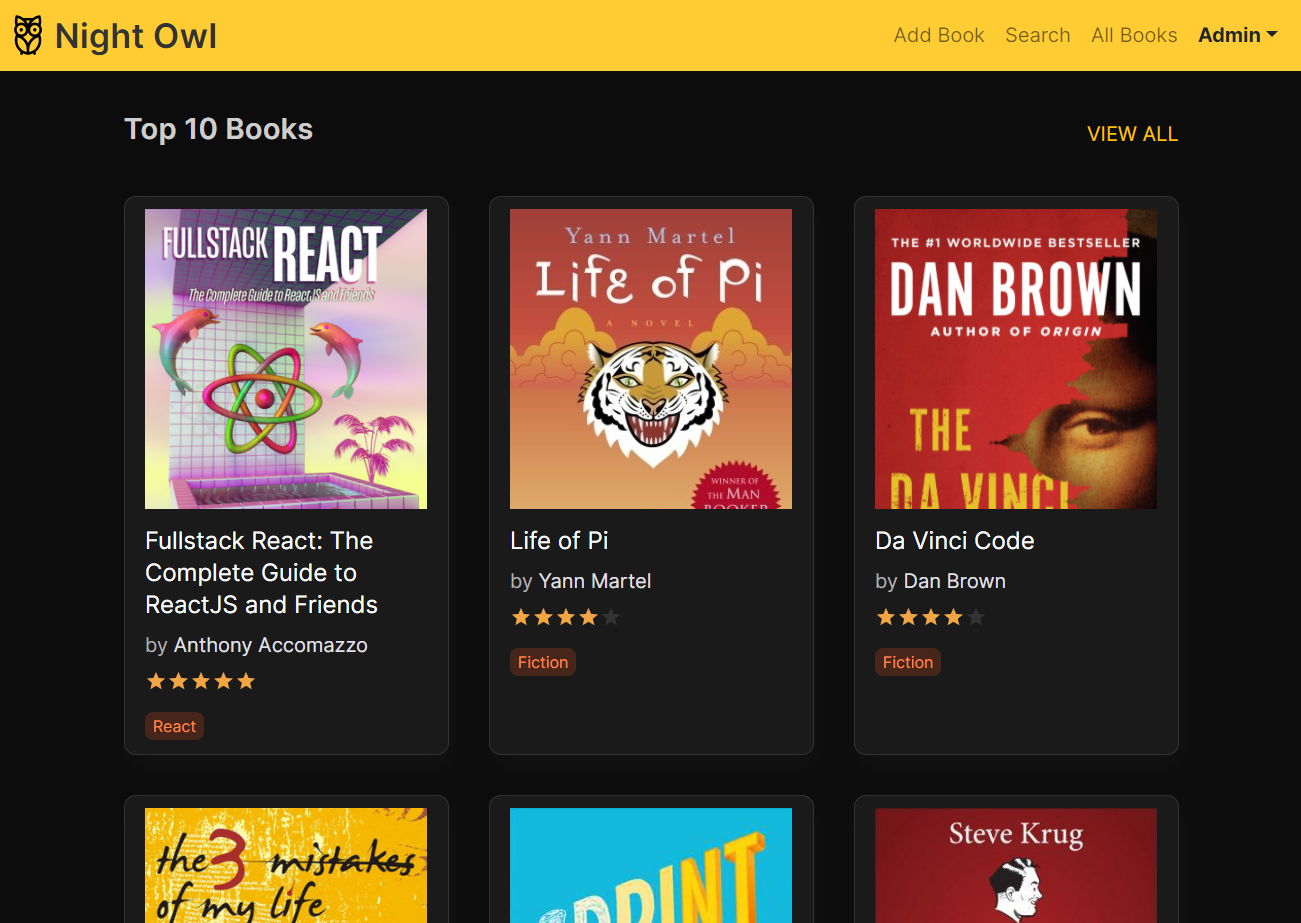 Night Owl
Add Book Search All Books Admin
Top 10 Books
VIEW ALL
FULLSTACK REACT
The Complete Guide to ReactJS and Friends
Fullstack React: The
Complete Guide to
ReactJS and Friends
by Anthony Accomazzo
React
Yann Martel
Life of Pi
A NOVEL
WINNER OF
THE MAN
BOOKER
Life of Pi
by Yann Martel
Fiction
THE #1 WORLDWIDE BESTSELLER
DAN BROWN
AUTHOR OF ORIGIN
THE
DA VINCI
Da Vinci Code
by Dan Brown
Fiction
the 3 mistakes
of my life
SPRINT
Steve Krug